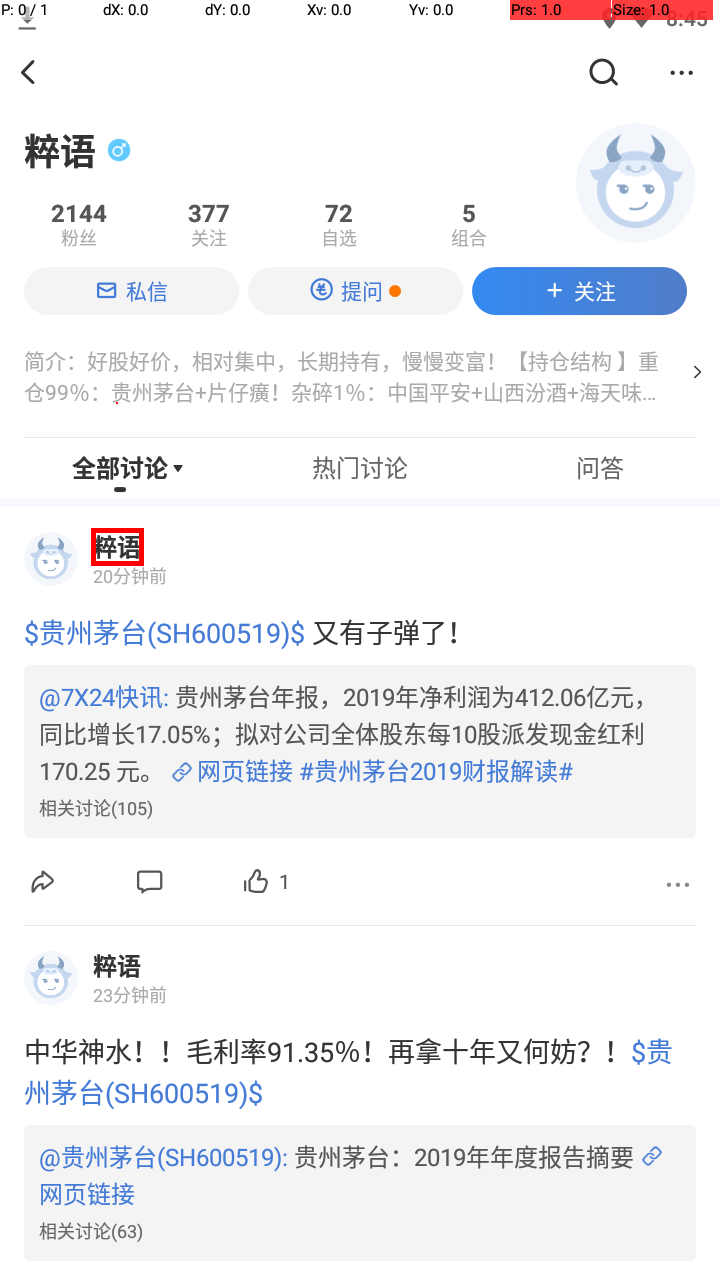 P: 0 / 1 dX: 0.0 dY: 0.0 Xv: 0.0 Yv: 0.0 Prs: 1.0 Size: 1.0
8:45
粹语
2144 377 72 5
粉丝 关注 自选 组合
私信 提问 + 关注
简介：好股好价，相对集中，长期持有，慢慢变富！【持仓结构 】重
仓99%：贵州茅台+片仔癀！杂碎1%：中国平安+山西汾酒+海天味...
全部讨论 热门讨论 问答
粹语
20分钟前
$贵州茅台(SH600519)$ 又有子弹了！
@7X24快讯: 贵州茅台年报，2019年净利润为412.06亿元，
同比增长17.05%；拟对公司全体股东每10股派发现金红利
170.25 元。 网页链接 #贵州茅台2019财报解读#
相关讨论(105)
1
粹语
23分钟前
中华神水！！毛利率91.35%！再拿十年又何妨？！$贵
州茅台(SH600519)$
@贵州茅台(SH600519): 贵州茅台：2019年年度报告摘要
网页链接
相关讨论(63)